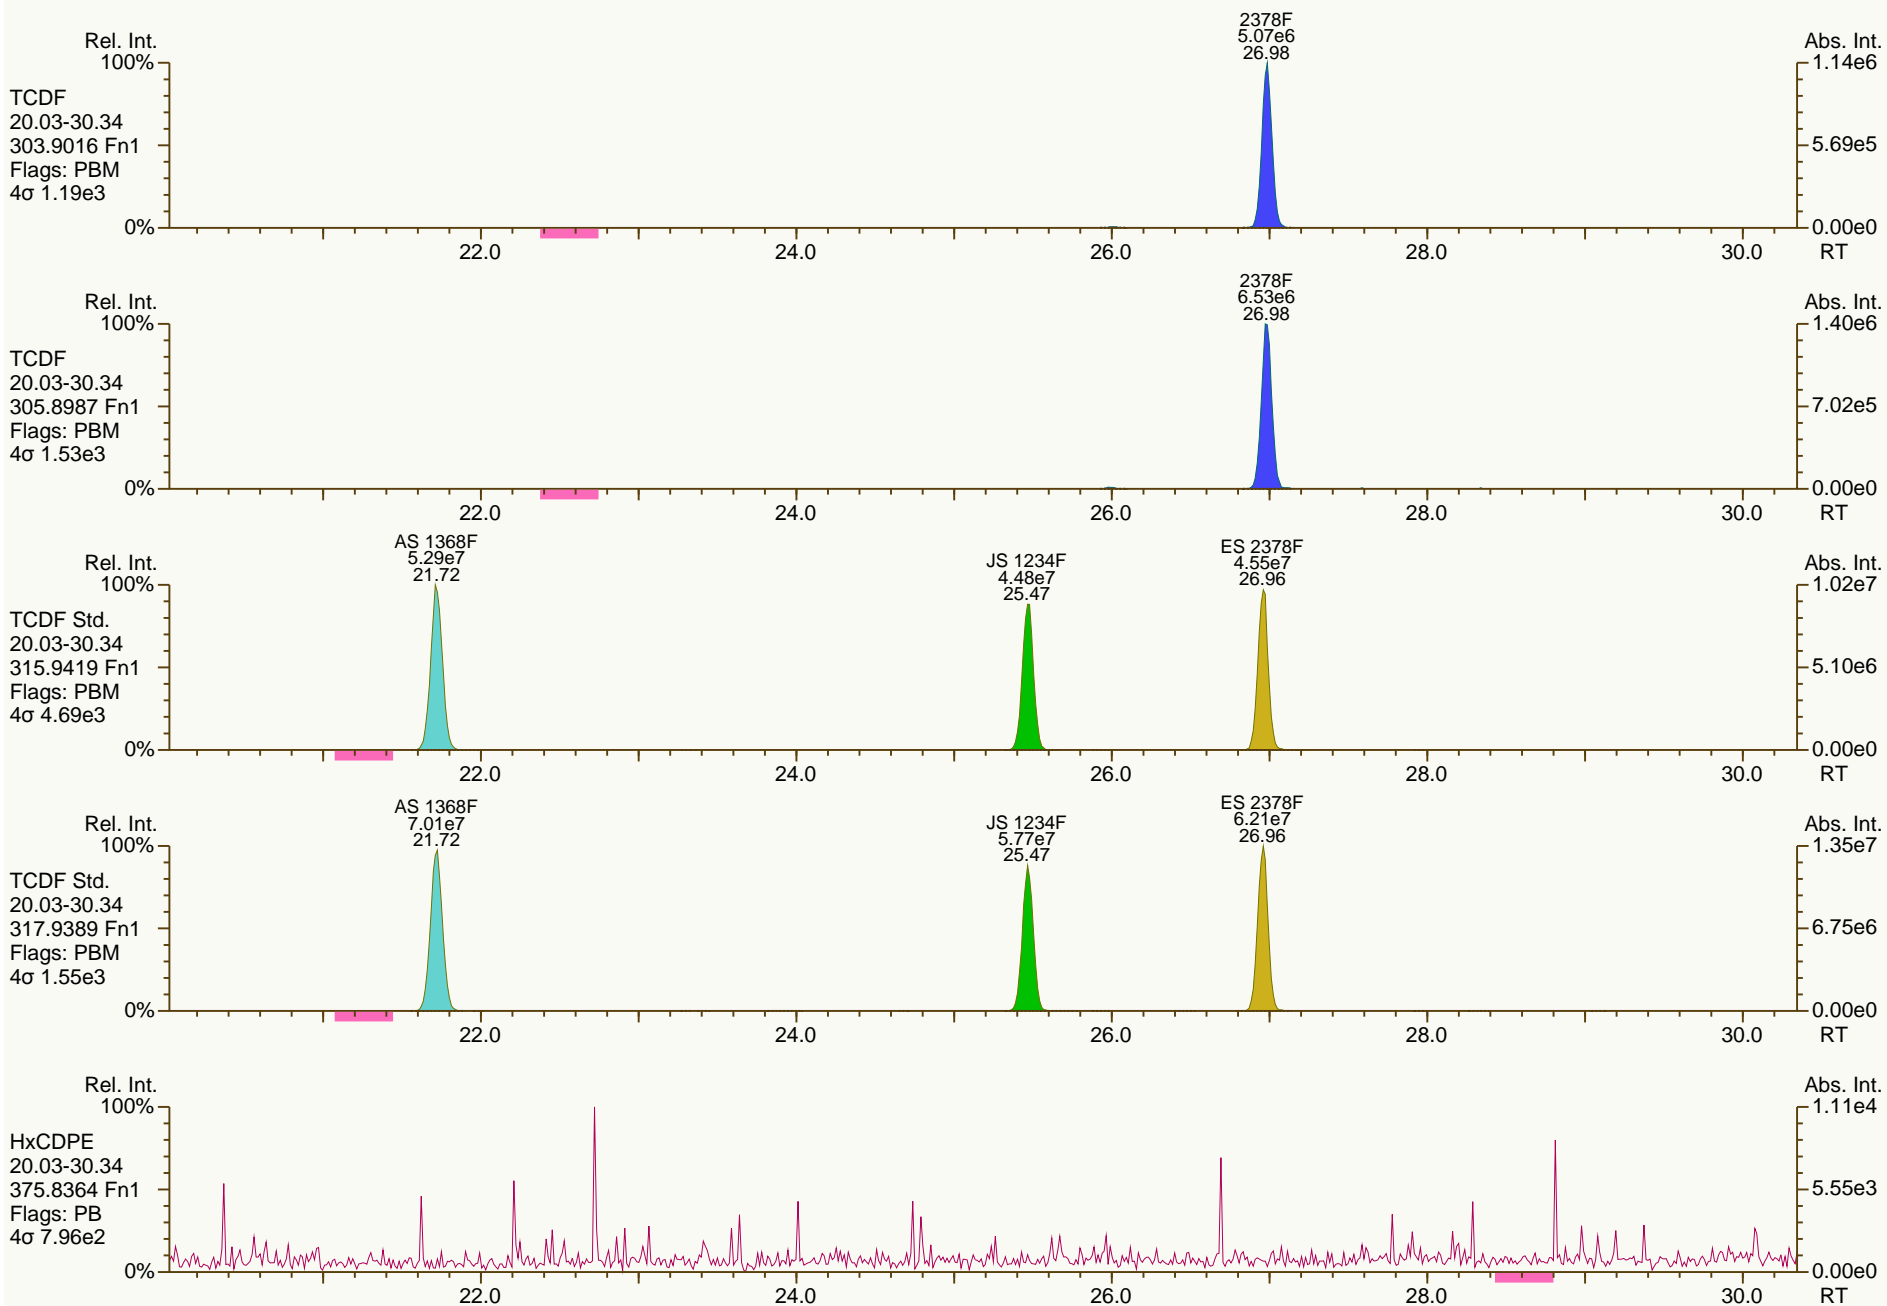 2378F
5.07e6
26.98
Rel. Int.
Abs. Int.
100%
1.14e6
TCDF
20.03-30.34
303.9016 Fn1
Flags: PBM
4σ 1.19e3
5.69e5
0%
0.00e0
22.0 24.0 26.0 28.0 30.0 RT
2378F
6.53e6
26.98
Rel. Int.
Abs. Int.
100%
1.40e6
TCDF
20.03-30.34
305.8987 Fn1
Flags: PBM
4σ 1.53e3
7.02e5
0%
0.00e0
22.0 24.0 26.0 28.0 30.0 RT
AS 1368F
5.29e7
21.72
JS 1234F
4.48e7
25.47
ES 2378F
4.55e7
26.96
Rel. Int.
Abs. Int.
100%
1.02e7
TCDF Std.
20.03-30.34
315.9419 Fn1
Flags: PBM
4σ 4.69e3
5.10e6
0%
0.00e0
22.0 24.0 26.0 28.0 30.0 RT
AS 1368F
7.01e7
21.72
JS 1234F
5.77e7
25.47
ES 2378F
6.21e7
26.96
Rel. Int.
Abs. Int.
100%
1.35e7
TCDF Std.
20.03-30.34
317.9389 Fn1
Flags: PBM
4σ 1.55e3
6.75e6
0%
0.00e0
22.0 24.0 26.0 28.0 30.0 RT
Rel. Int.
Abs. Int.
100%
1.11e4
HxCDPE
20.03-30.34
375.8364 Fn1
Flags: PB
4σ 7.96e2
5.55e3
0%
0.00e0
22.0 24.0 26.0 28.0 30.0 RT